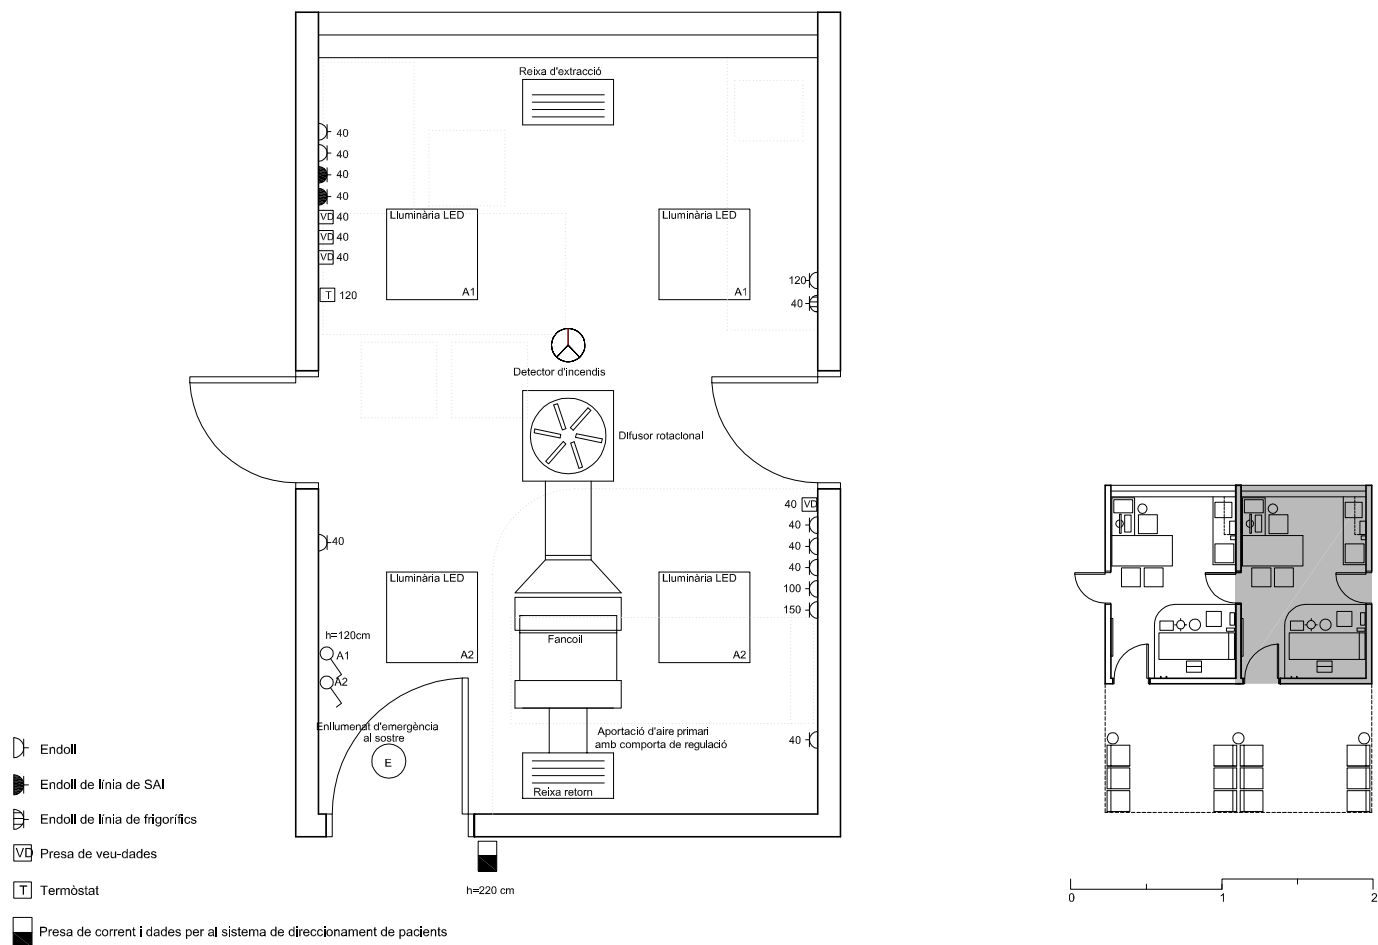 Reixa d'extracció
40
40
40
40
VD 40
VD 40
VD 40
T 120
Lluminària LED
A1
Lluminària LED
A1
120
40
Detector d'incendis
Difusor rotacional
40 VD
40
40
40
100
150
40
Lluminària LED
A2
Lluminària LED
A2
Fancoil
h=120cm
A1
A2
Enllumenat d'emergència
al sostre
E
Aportació d'aire primari
amb comporta de regulació
40
Reixa retorn
h=220 cm
Endoll
Endoll de línia de SAI
Endoll de línia de frigorífics
VD Presa de veu-dades
T Termòstat
Presa de corrent i dades per al sistema de direccionament de pacients
0 1 2